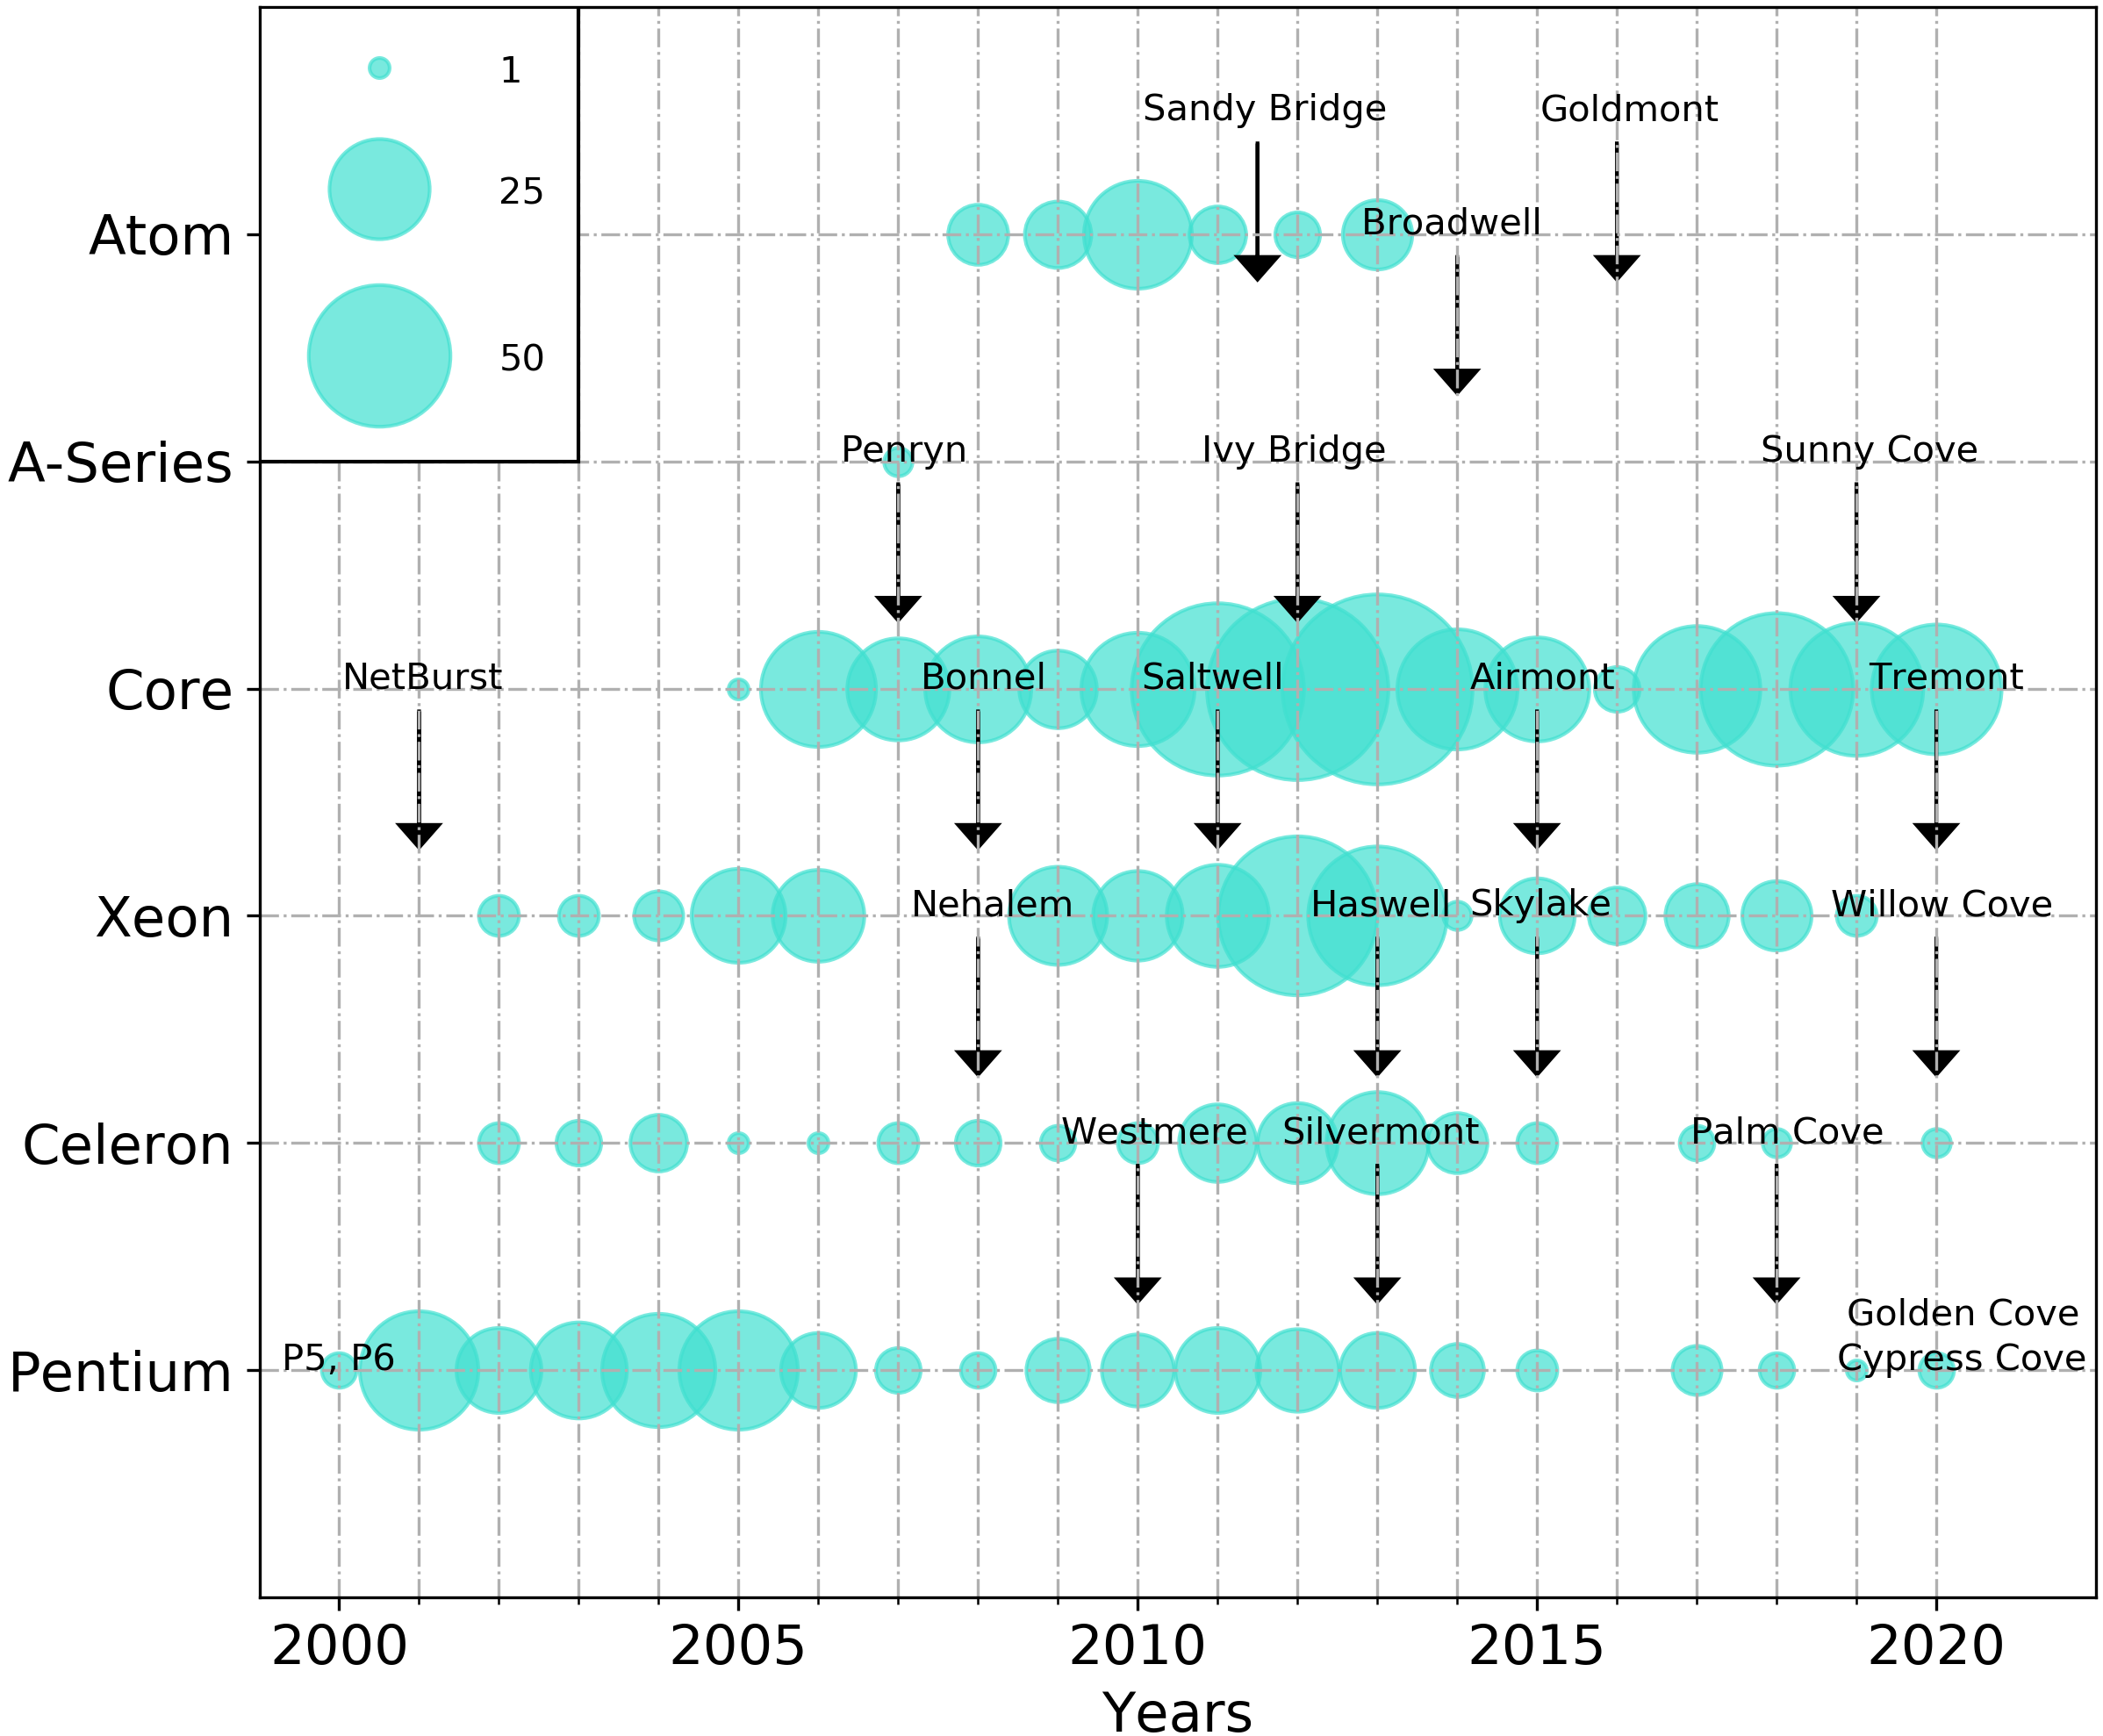 1
25
50
Sandy Bridge
Goldmont
Atom
Broadwell
A-Series
Penryn
Ivy Bridge
Sunny Cove
Core
NetBurst
Bonnel
Saltwell
Airmont
Tremont
Xeon
Nehalem
Haswell
Skylake
Willow Cove
Celeron
Westmere
Silvermont
Palm Cove
Golden Cove
Cypress Cove
Pentium
P5, P6
2000
2005
2010
2015
2020
Years